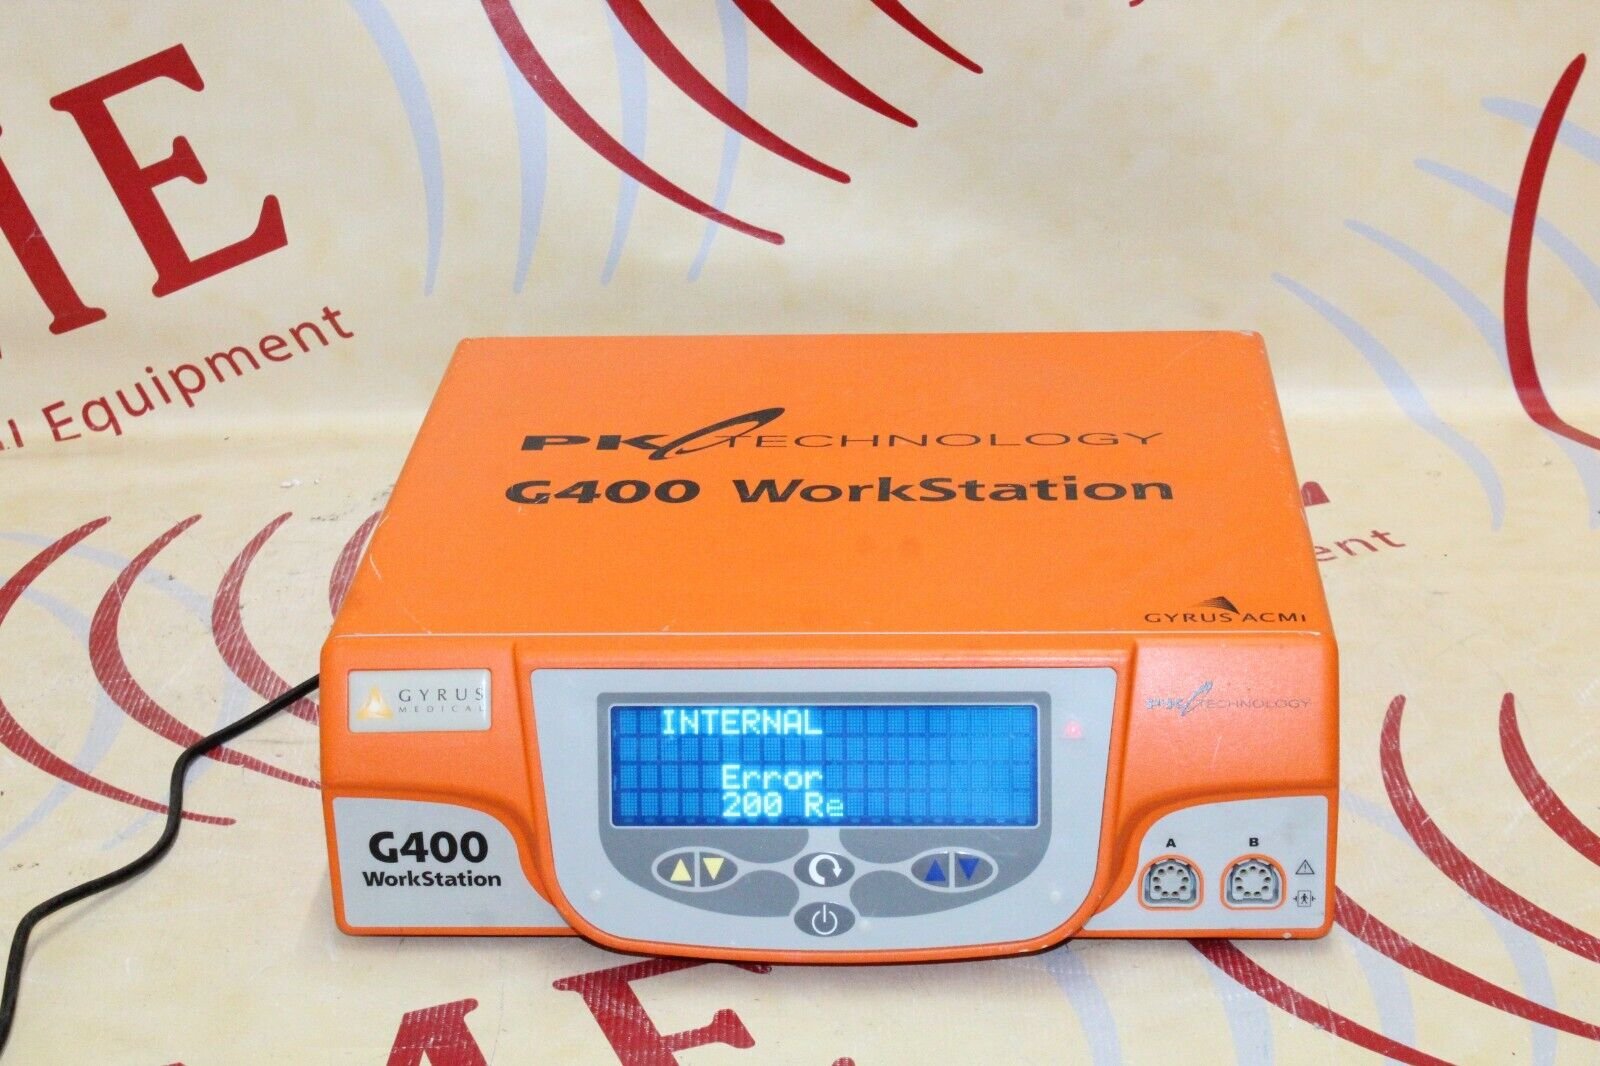 Equipment
PK TECHNOLOGY
G400 WorkStation
GYRUS ACMI
GYRUS
MEDICAL
PK TECHNOLOGY
INTERNAL
Error
200 Re
G400
WorkStation
A B